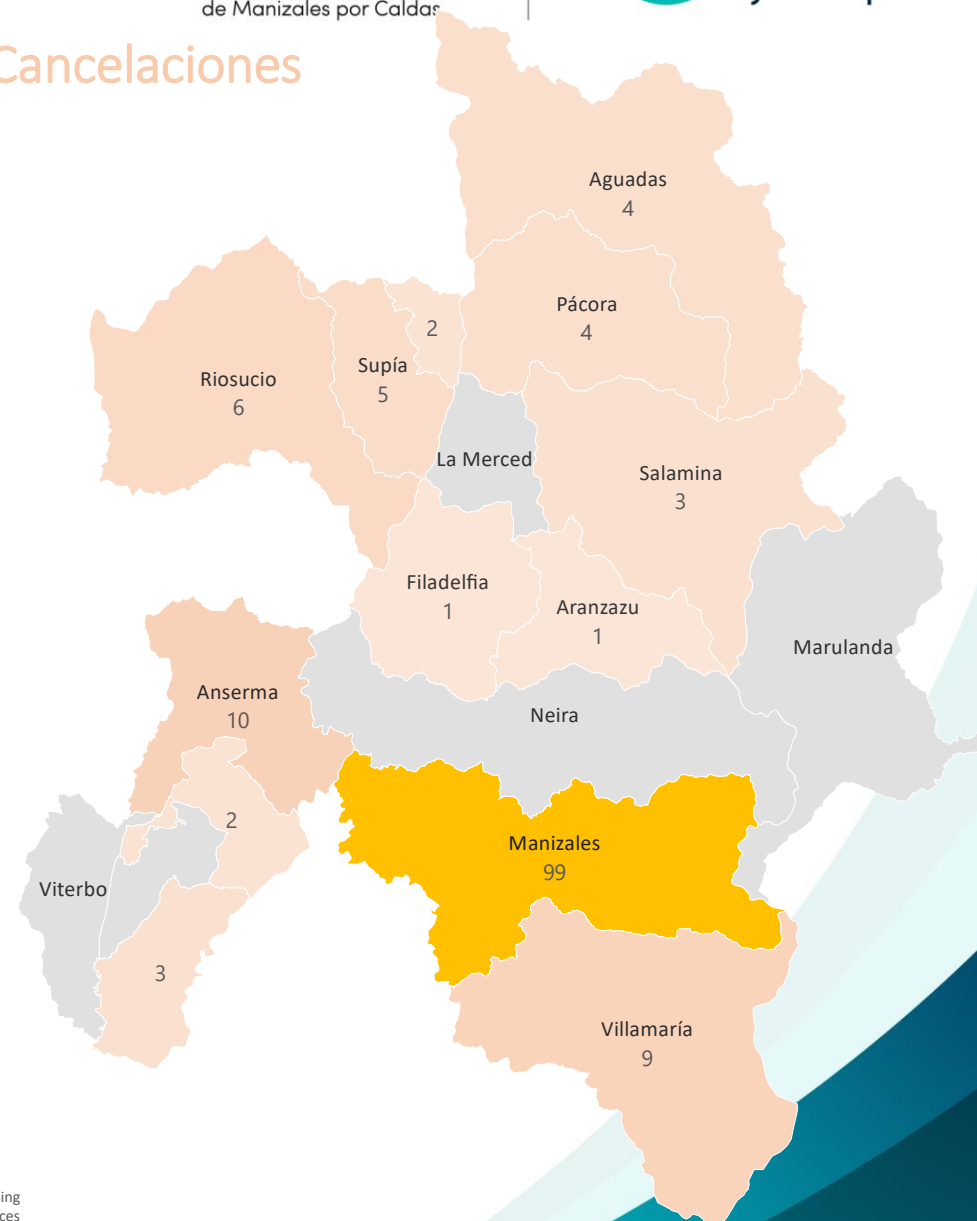 de Manizales por Caldas
Cancelaciones
Aguadas
4
Pácora
4
2
Supía
5
Riosucio
6
La Merced
Salamina
3
Filadelfia
1
Aranzazu
1
Marulanda
Anserma
10
Neira
2
Manizales
99
Viterbo
3
Villamaría
9